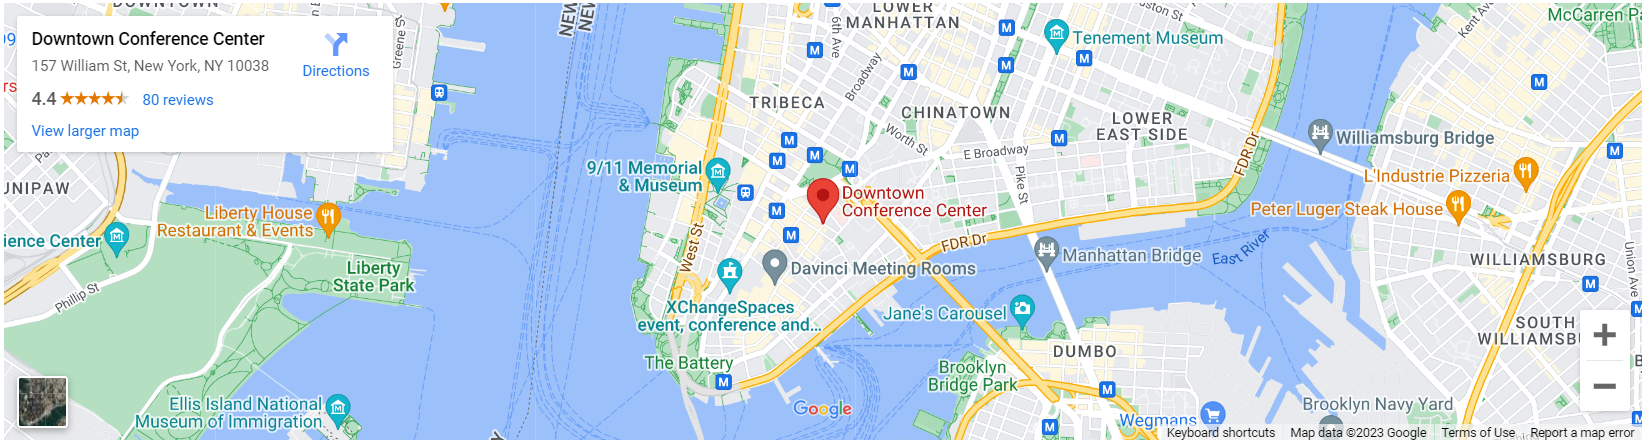 DOWNTOWN
Downtown Conference Center
157 William St, New York, NY 10038
4.4
80 reviews
View larger map
Directions
Greene St
NEW
NE
LOWER
MANHATTAN
6th Ave
Broadway
TRIBECA
CHINATOWN
Worth St
E Broadway
Pike St
LOWER
EAST SIDE
FDR Dr
Tenement Museum
Kent Ave
McCarren Pa
Williamsburg Bridge
L'Industrie Pizzeria
Peter Luger Steak House
WILLIAMSBURG
Union Ave
SOUTH
WILLIAMSBU
9/11 Memorial
& Museum
West St
Downtown
Conference Center
FDR Dr
Manhattan Bridge
East River
Davinci Meeting Rooms
XChangeSpaces
event, conference and...
Jane's Carousel
The Battery
DUMBO
Brooklyn
Bridge Park
UNIPAW
Liberty House
Restaurant & Events
ience Center
Liberty
State Park
Phillip St
Ellis Island National
Museum of Immigration
Google
Wegmans
Brooklyn Navy Yard
Keyboard shortcuts
Map data ©2023 Google
Terms of Use
Report a map error